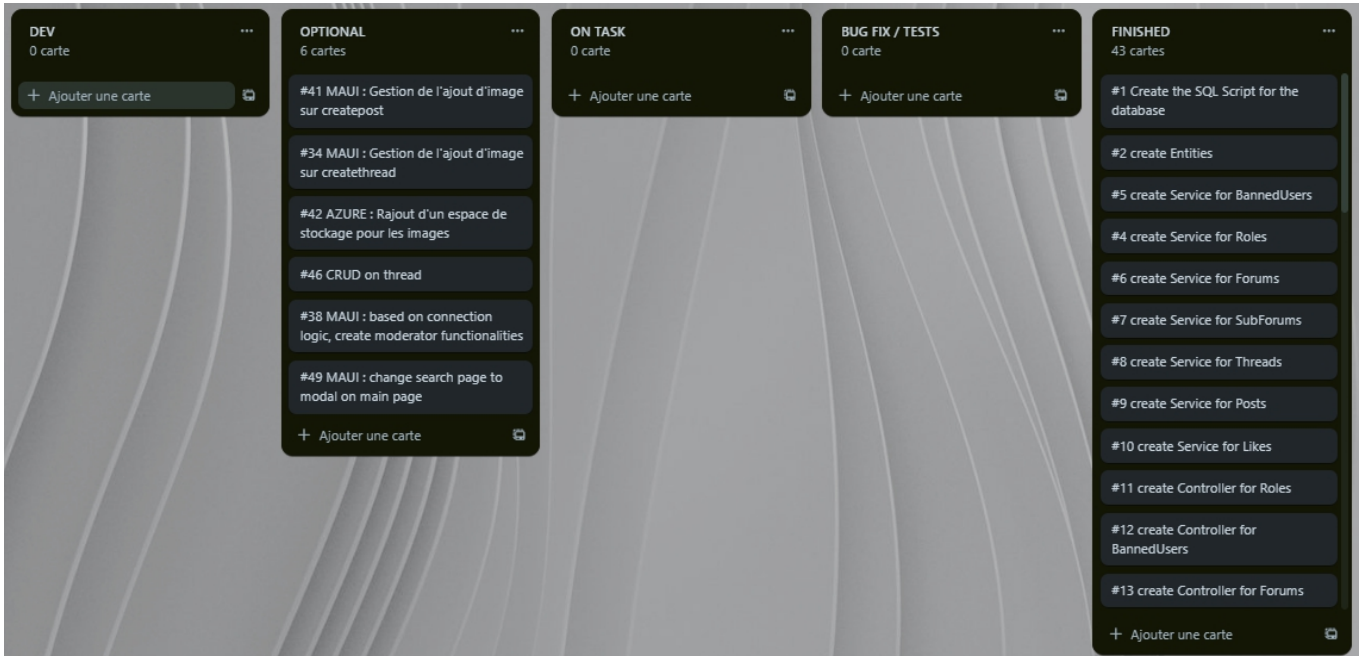 DEV
0 carte
+ Ajouter une carte
OPTIONAL
6 cartes
#41 MAUI : Gestion de l'ajout d'image
sur createpost
#34 MAUI : Gestion de l'ajout d'image
sur createthread
#42 AZURE : Rajout d'un espace de
stockage pour les images
#46 CRUD on thread
#38 MAUI : based on connection
logic, create moderator functionalities
#49 MAUI : change search page to
modal on main page
+ Ajouter une carte
ON TASK
0 carte
+ Ajouter une carte
BUG FIX / TESTS
0 carte
+ Ajouter une carte
FINISHED
43 cartes
#1 Create the SQL Script for the
database
#2 create Entities
#5 create Service for BannedUsers
#4 create Service for Roles
#6 create Service for Forums
#7 create Service for SubForums
#8 create Service for Threads
#9 create Service for Posts
#10 create Service for Likes
#11 create Controller for Roles
#12 create Controller for
BannedUsers
#13 create Controller for Forums
+ Ajouter une carte